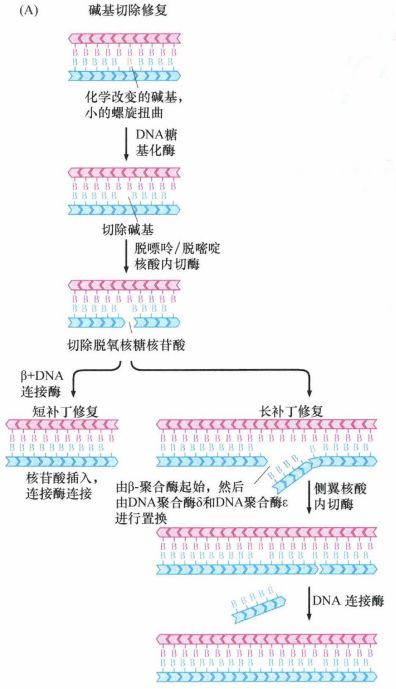 (A)
碱基切除修复
化学改变的碱基，
小的螺旋扭曲
DNA糖
基化酶
切除碱基
脱嘌呤/脱嘧啶
核酸内切酶
切除脱氧核糖核苷酸
β+DNA
连接酶
短补丁修复
长补丁修复
核苷酸插入，
连接酶连接
由β-聚合酶起始，然后
由DNA聚合酶δ和DNA聚合酶ε
进行置换
侧翼核酸
内切酶
DNA 连接酶